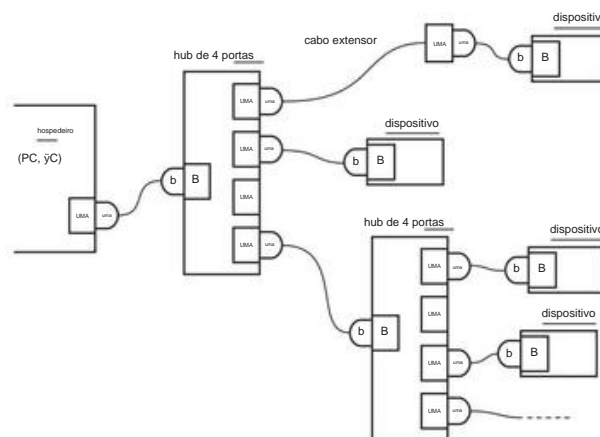 dispositivo
hub de 4 portas
cabo extensor
UMA
uma
b
B
UMA
uma
hospedeiro
(PC, ÿC)
dispositivo
UMA
uma
b
B
b
B
UMA
UMA
uma
hub de 4 portas
UMA
uma
dispositivo
UMA
uma
b
B
UMA
dispositivo
b
B
UMA
uma
b
B
UMA
uma